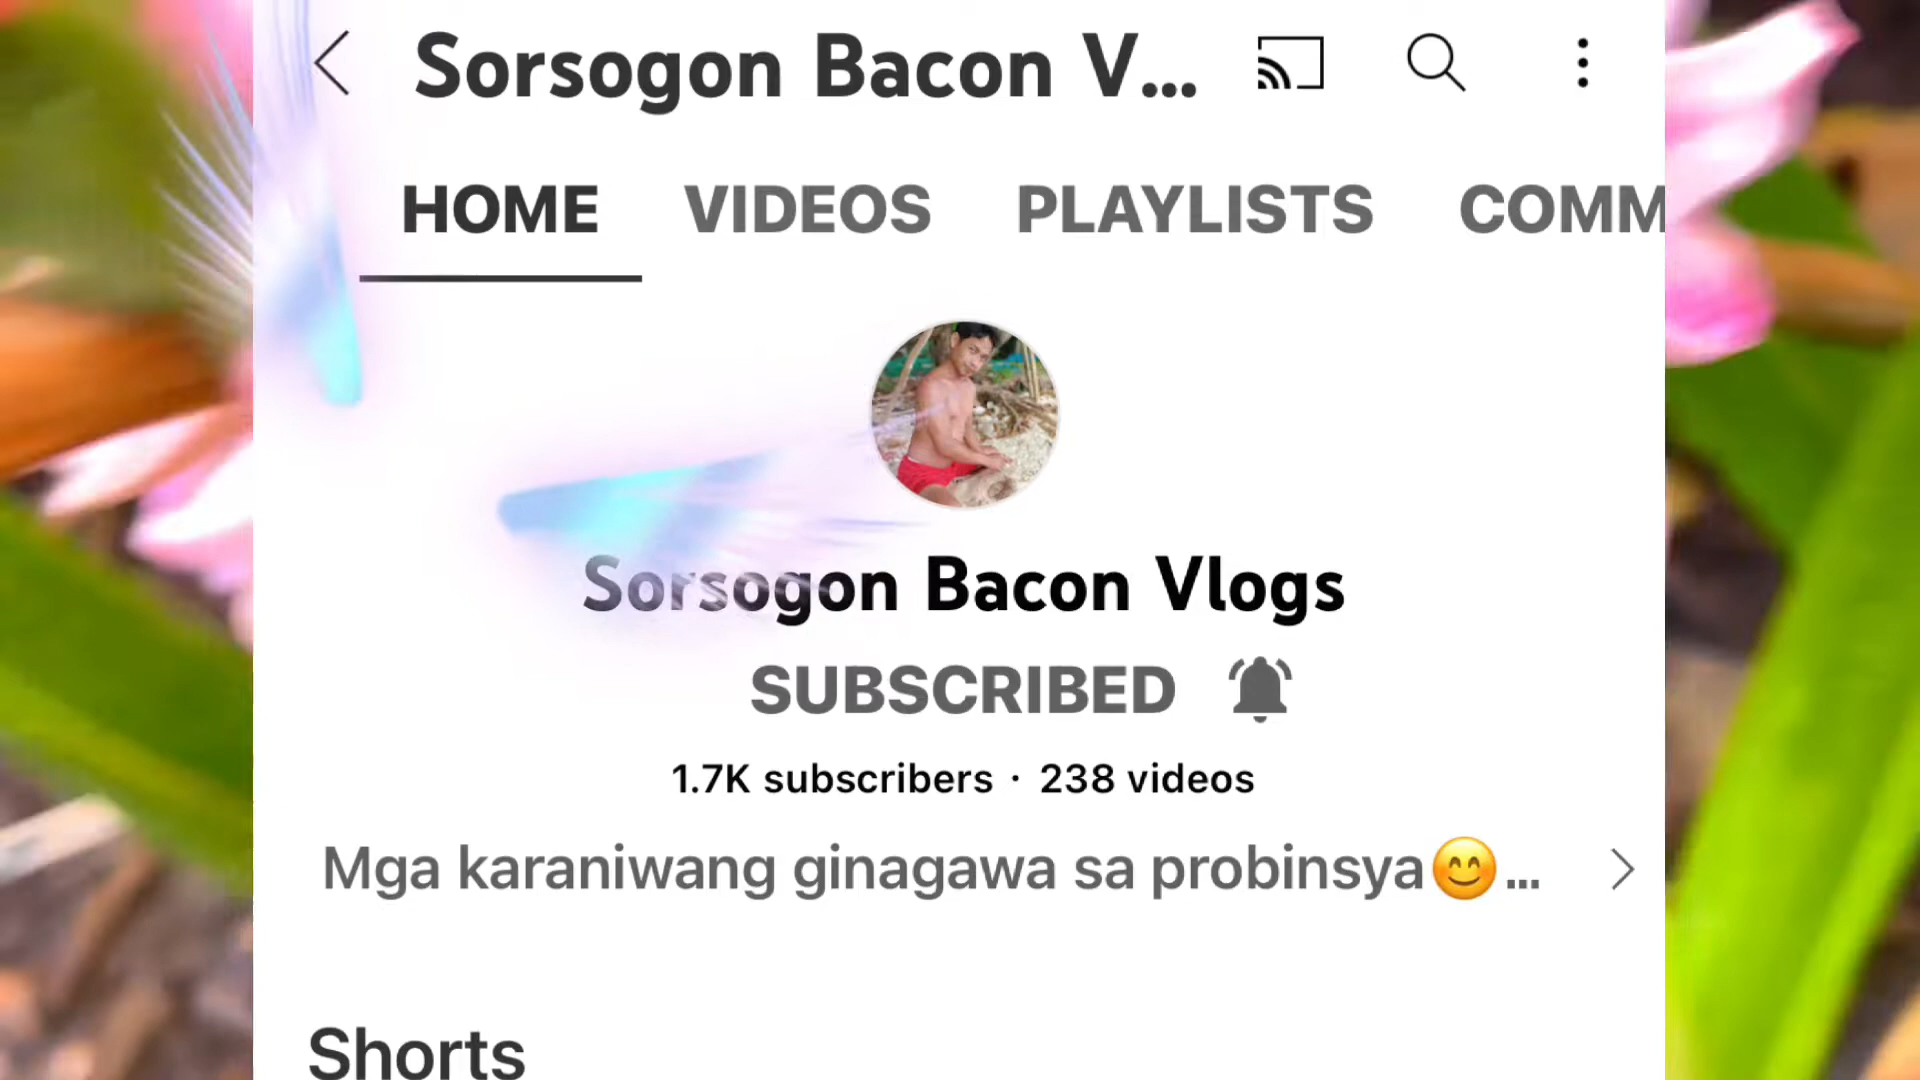 Sorsogon Bacon V...
HOME VIDEOS PLAYLISTS COMM
Sorsogon Bacon Vlogs
SUBSCRIBED
1.7K subscribers · 238 videos
Mga karaniwang ginagawa sa probinsya😊...
Shorts